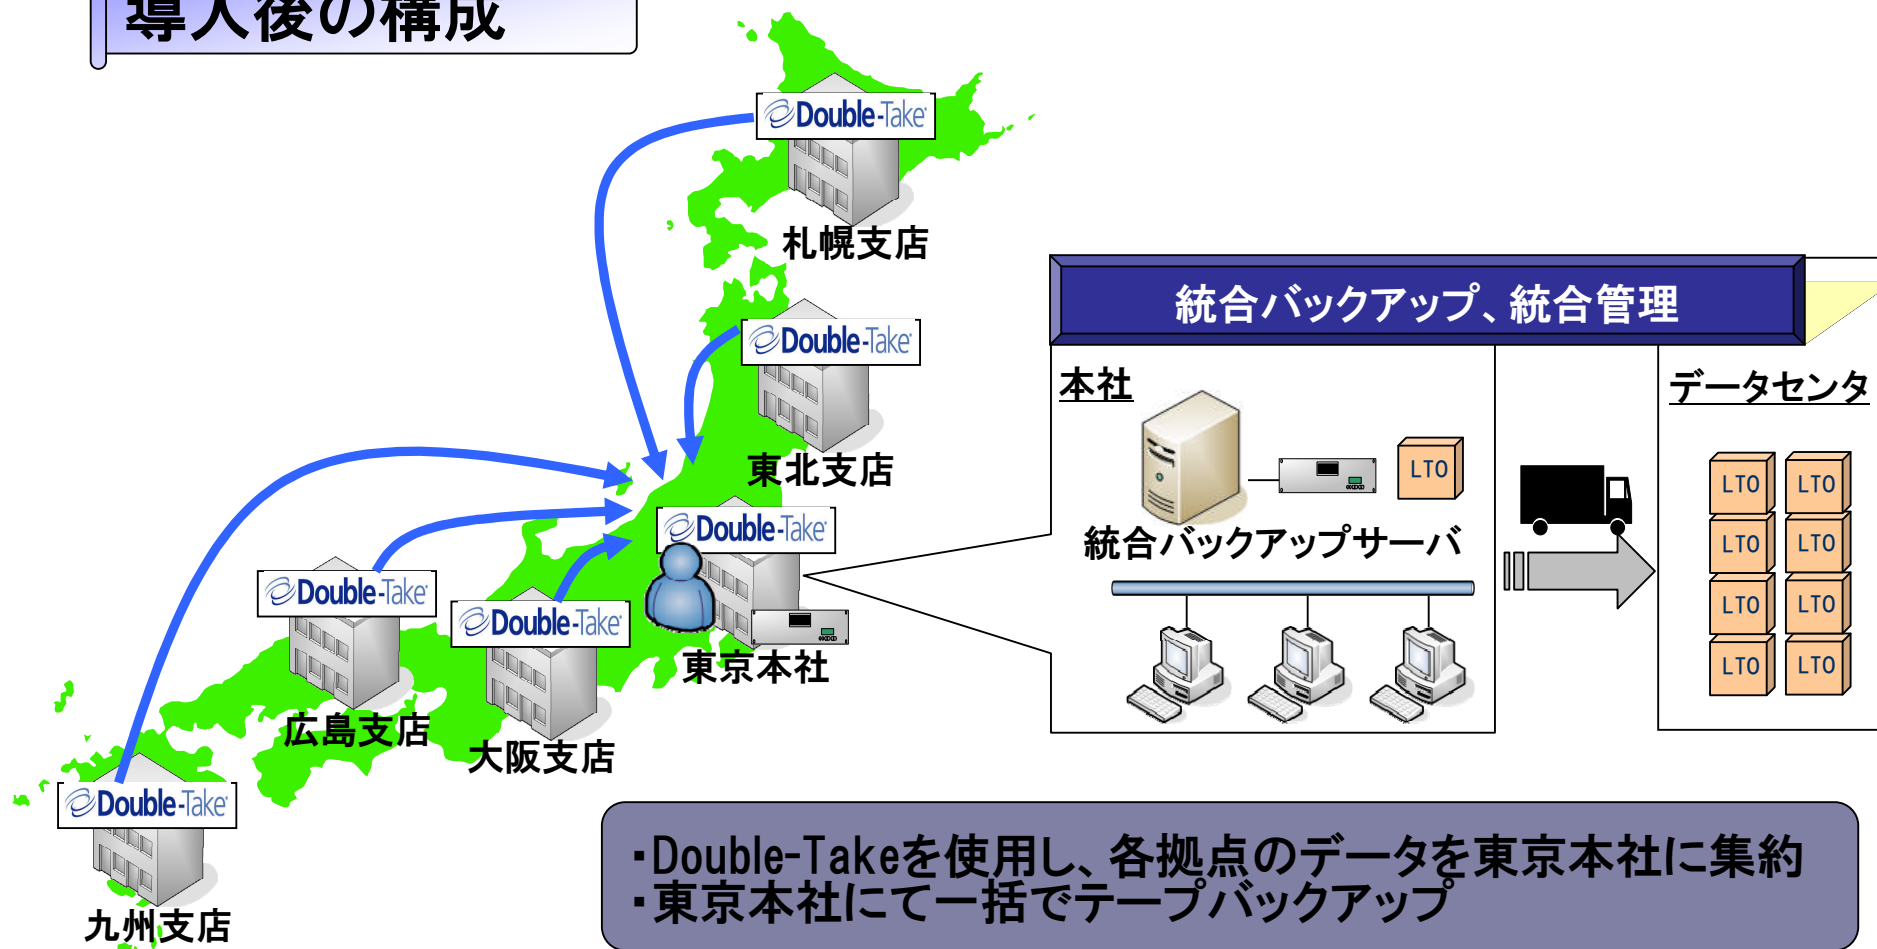 導入後の構成
Double-Take
札幌支店
Double-Take
東北支店
Double-Take
東京本社
Double-Take
広島支店
Double-Take
大阪支店
Double-Take
九州支店
統合バックアップ、統合管理
本社
LTO
統合バックアップサーバ
データセンタ
LTO LTO
LTO LTO
LTO LTO
LTO LTO
・Double-Takeを使用し、各拠点のデータを東京本社に集約
・東京本社にて一括でテープバックアップ